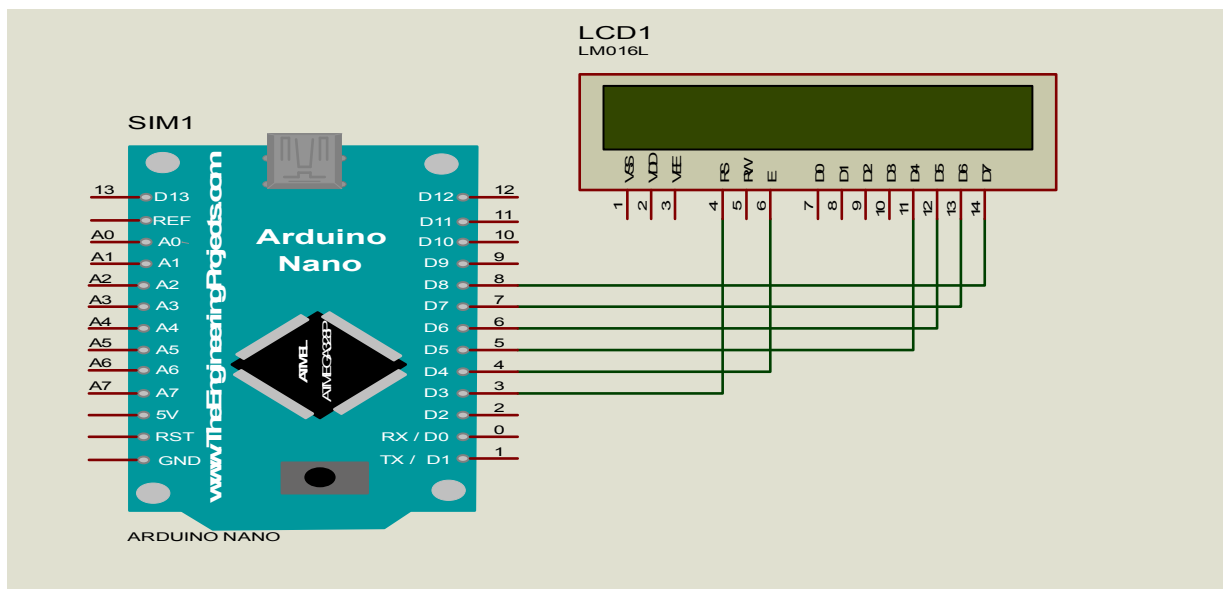 LCD1
LM016L
VSS
VDD
VEE
RS
RW
E
D0
D1
D2
D3
D4
D5
D6
D7
1
2
3
4
5
6
7
8
9
10
11
12
13
14
SIM1
www.TheEngineeringProjects.com
Arduino
Nano
ATMEL
ATMEGA328P
13 D13
REF
A0 A0
A1 A1
A2 A2
A3 A3
A4 A4
A5 A5
A6 A6
A7 A7
5V
RST
GND
D12 12
D11 11
D10 10
D9 9
D8 8
D7 7
D6 6
D5 5
D4 4
D3 3
D2 2
RX / D0 0
TX / D1 1
ARDUINO NANO